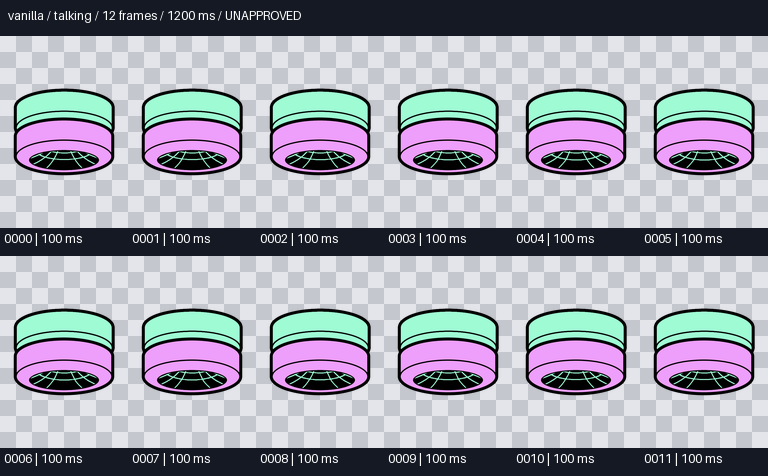 vanilla / talking / 12 frames / 1200 ms / UNAPPROVED
0000 | 100 ms 0001 | 100 ms 0002 | 100 ms 0003 | 100 ms 0004 | 100 ms 0005 | 100 ms
0006 | 100 ms 0007 | 100 ms 0008 | 100 ms 0009 | 100 ms 0010 | 100 ms 0011 | 100 ms